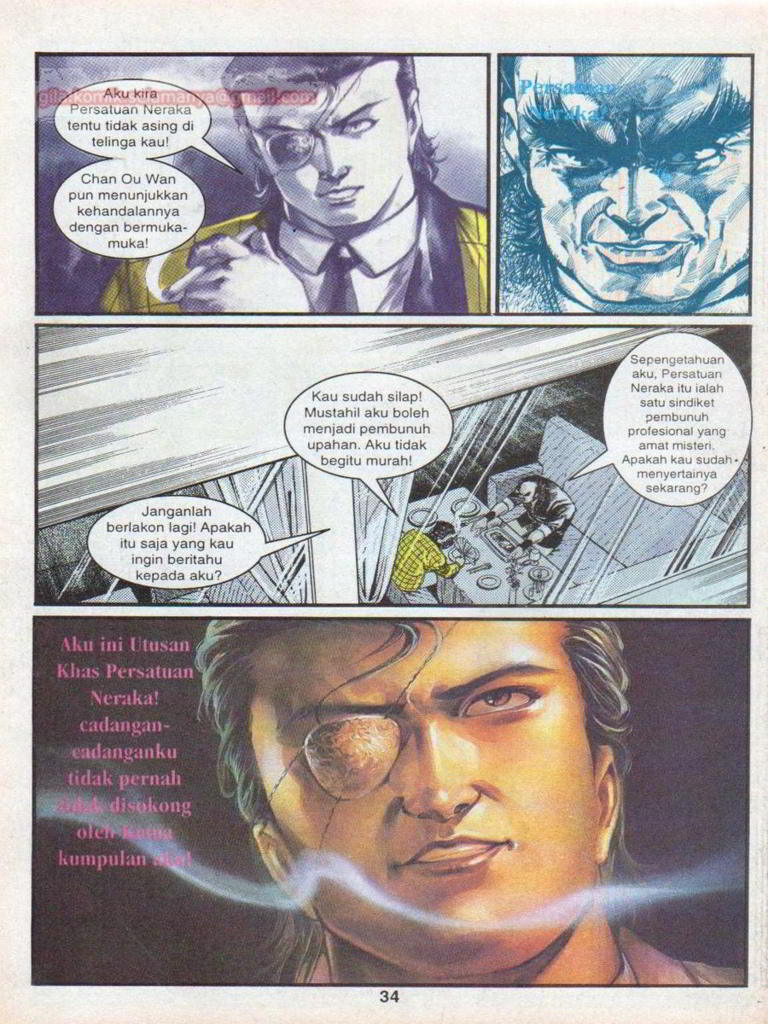 gilarkomik-selamanya@gmail.com
Aku kira
Persatuan Neraka
tentu tidak asing di
telinga kau!
Chan Ou Wan
pun menunjukkan
kehandalannya
dengan bermuka-
muka!
Persatuan
Neraka!
Sepengetahuan
aku, Persatuan
Neraka itu ialah
satu sindiket
pembunuh
profesional yang
amat misteri.
Apakah kau sudah
menyertainya
sekarang?
Kau sudah silap!
Mustahil aku boleh
menjadi pembunuh
upahan. Aku tidak
begitu murah!
Janganlah
berlakon lagi! Apakah
itu saja yang kau
ingin beritahu
kepada aku?
Aku ini Utusan
Khas Persatuan
Neraka!
cadangan-
cadanganku
tidak pernah
tidak disokong
oleh Ketua
kumpulan aku!
34